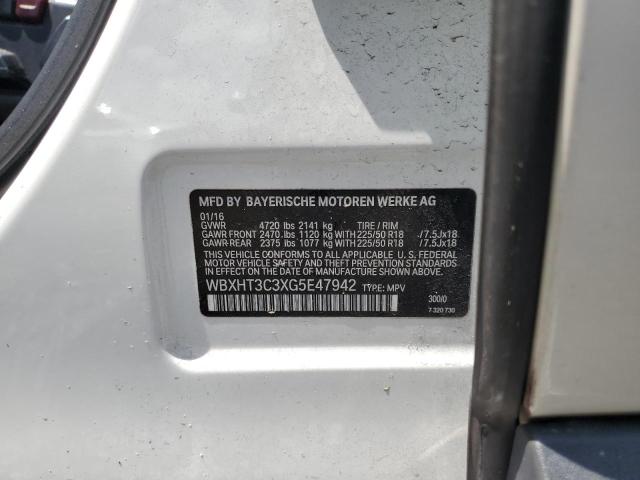 MFD BY BAYERISCHE MOTOREN WERKE AG
01/16
GVWR 4720 lbs 2141 kg TIRE / RIM
GAWR FRONT 2470 lbs 1120 kg WITH 225/50 R18 /7.5Jx18
GAWR-REAR 2375 lbs 1077 kg WITH 225/50 R18 /7.5Jx18
THIS VEHICLE CONFORMS TO ALL APPLICABLE U. S. FEDERAL
MOTOR VEHICLE SAFETY, BUMPER, AND THEFT PREVENTION
STANDARDS IN EFFECT ON THE DATE OF MANUFACTURE SHOWN ABOVE.
WBXHT3C3XG5E47942 TYPE: MPV
300/0
7 320 730